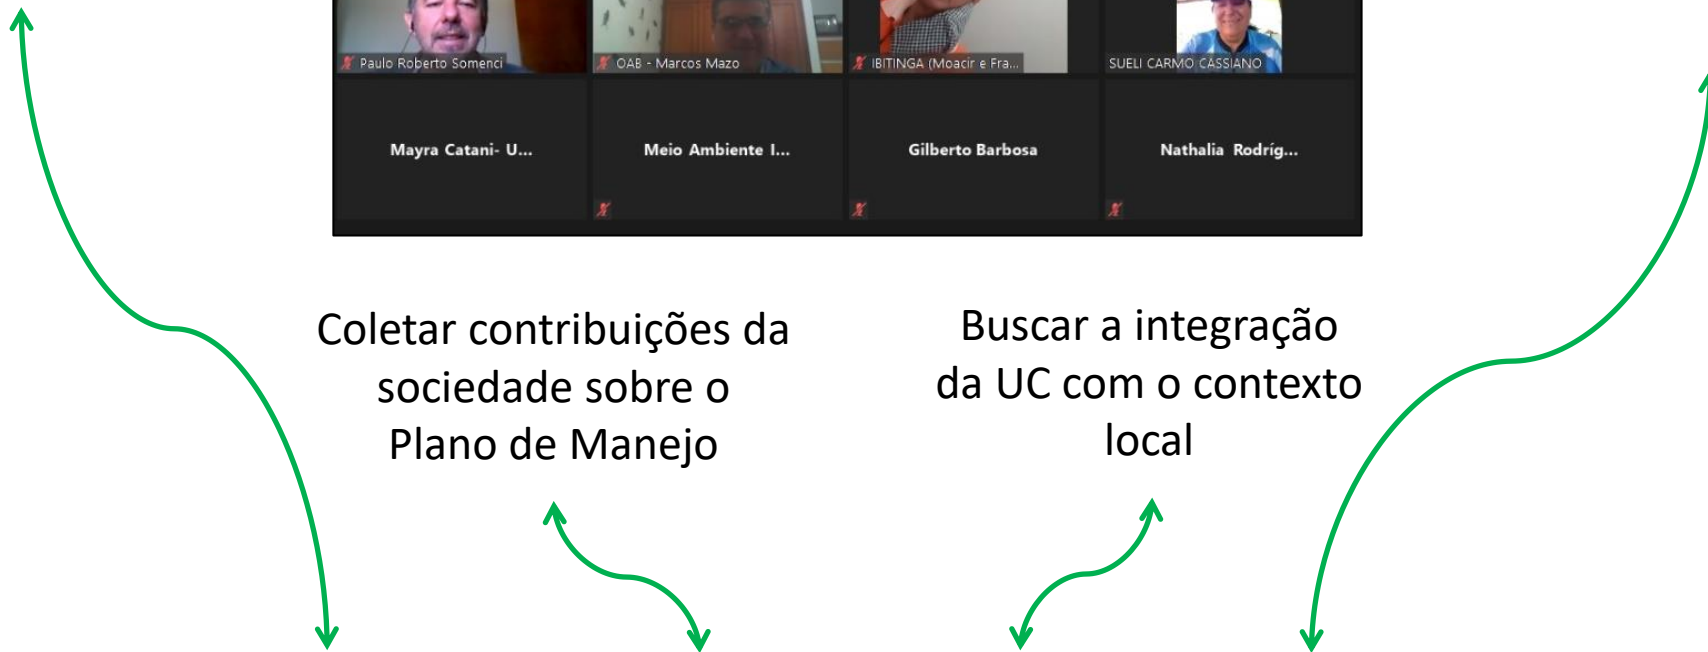 Paulo Roberto Somenci
OAB - Marcos Mazo
IBITINGA (Moacir e Fra...
SUELI CARMO CASSIANO
Mayra Catani- U...
Meio Ambiente I...
Gilberto Barbosa
Nathalia Rodríg...
Coletar contribuições da
sociedade sobre o
Plano de Manejo
Buscar a integração
da UC com o contexto
local